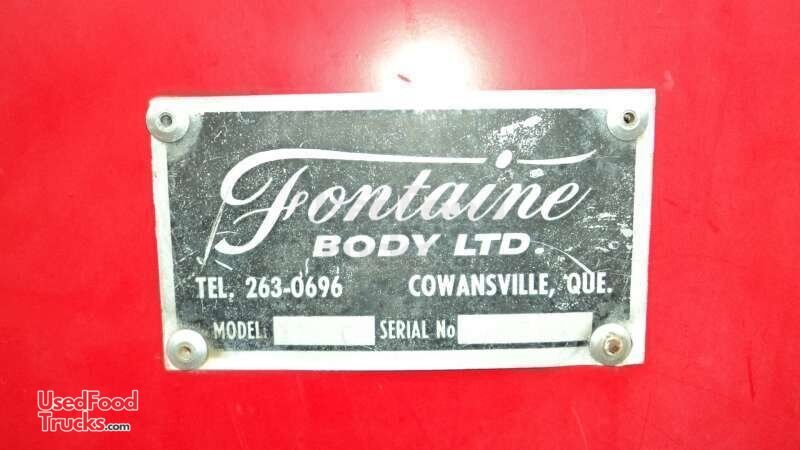 Fontaine
BODY LTD.
TEL. 263-0696 COWANSVILLE, QUE.
MODEL: SERIAL No
UsedFood
Trucks.com